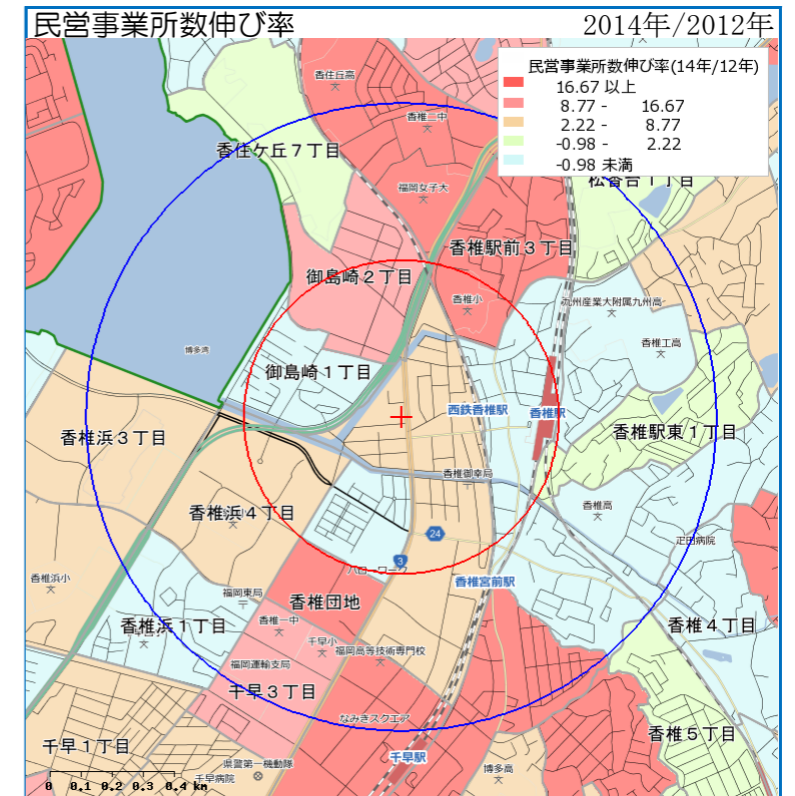 民営事業所数伸び率
2014年/2012年
民営事業所数伸び率(14年/12年)
16.67 以上
8.77 - 16.67
2.22 - 8.77
-0.98 - 2.22
-0.98 未満
香住丘高
香椎二中
香住ケ丘7丁目
福岡女子大
松香台1丁目
香椎駅前3丁目
御島崎2丁目
香椎小
九州産業大附属九州高
博多湾
香椎工高
御島崎1丁目
西鉄香椎駅
香椎駅
香椎浜3丁目
香椎駅東1丁目
香椎御幸局
香椎高
香椎浜4丁目
24
疋田病院
3
ハローワーク
香椎浜小
香椎宮前駅
福岡東局
香椎団地
香椎浜1丁目
香椎一中
香椎4丁目
千早小
福岡高等技術専門校
福岡運輸支局
千早3丁目
なみきスクエア
香椎5丁目
千早1丁目
千早駅
県警第一機動隊
博多高
千早病院
0 0.1 0.2 0.3 0.4 km